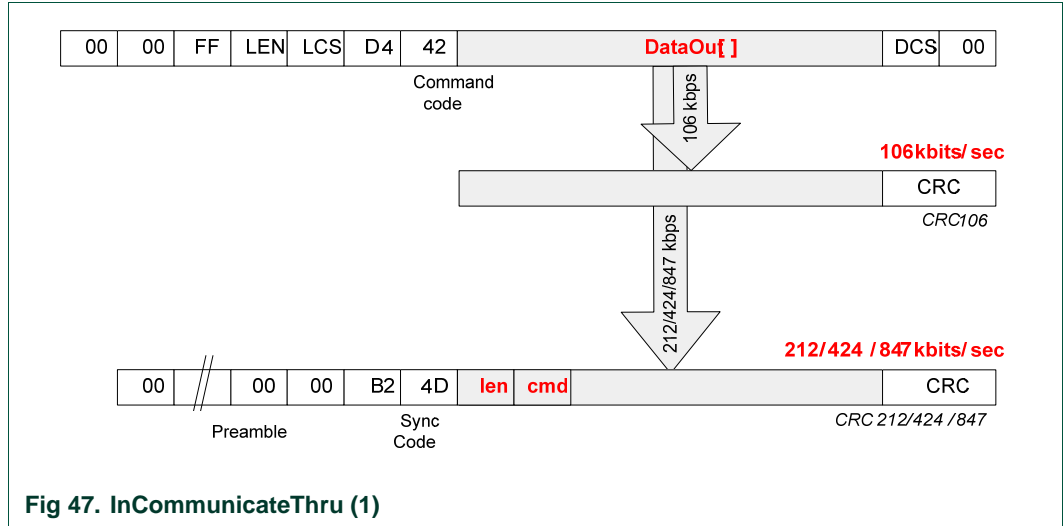 00 00 FF LEN LCS D4 42 DataOut[ ] DCS 00
Command
code
106 kbps
106kbits/ sec
CRC
CRC106
212/424/847 kbps
212/424 /847kbits/ sec
00 00 00 B2 4D len cmd CRC
Preamble
Sync
Code
CRC 212/424 /847
Fig 47. InCommunicateThru (1)